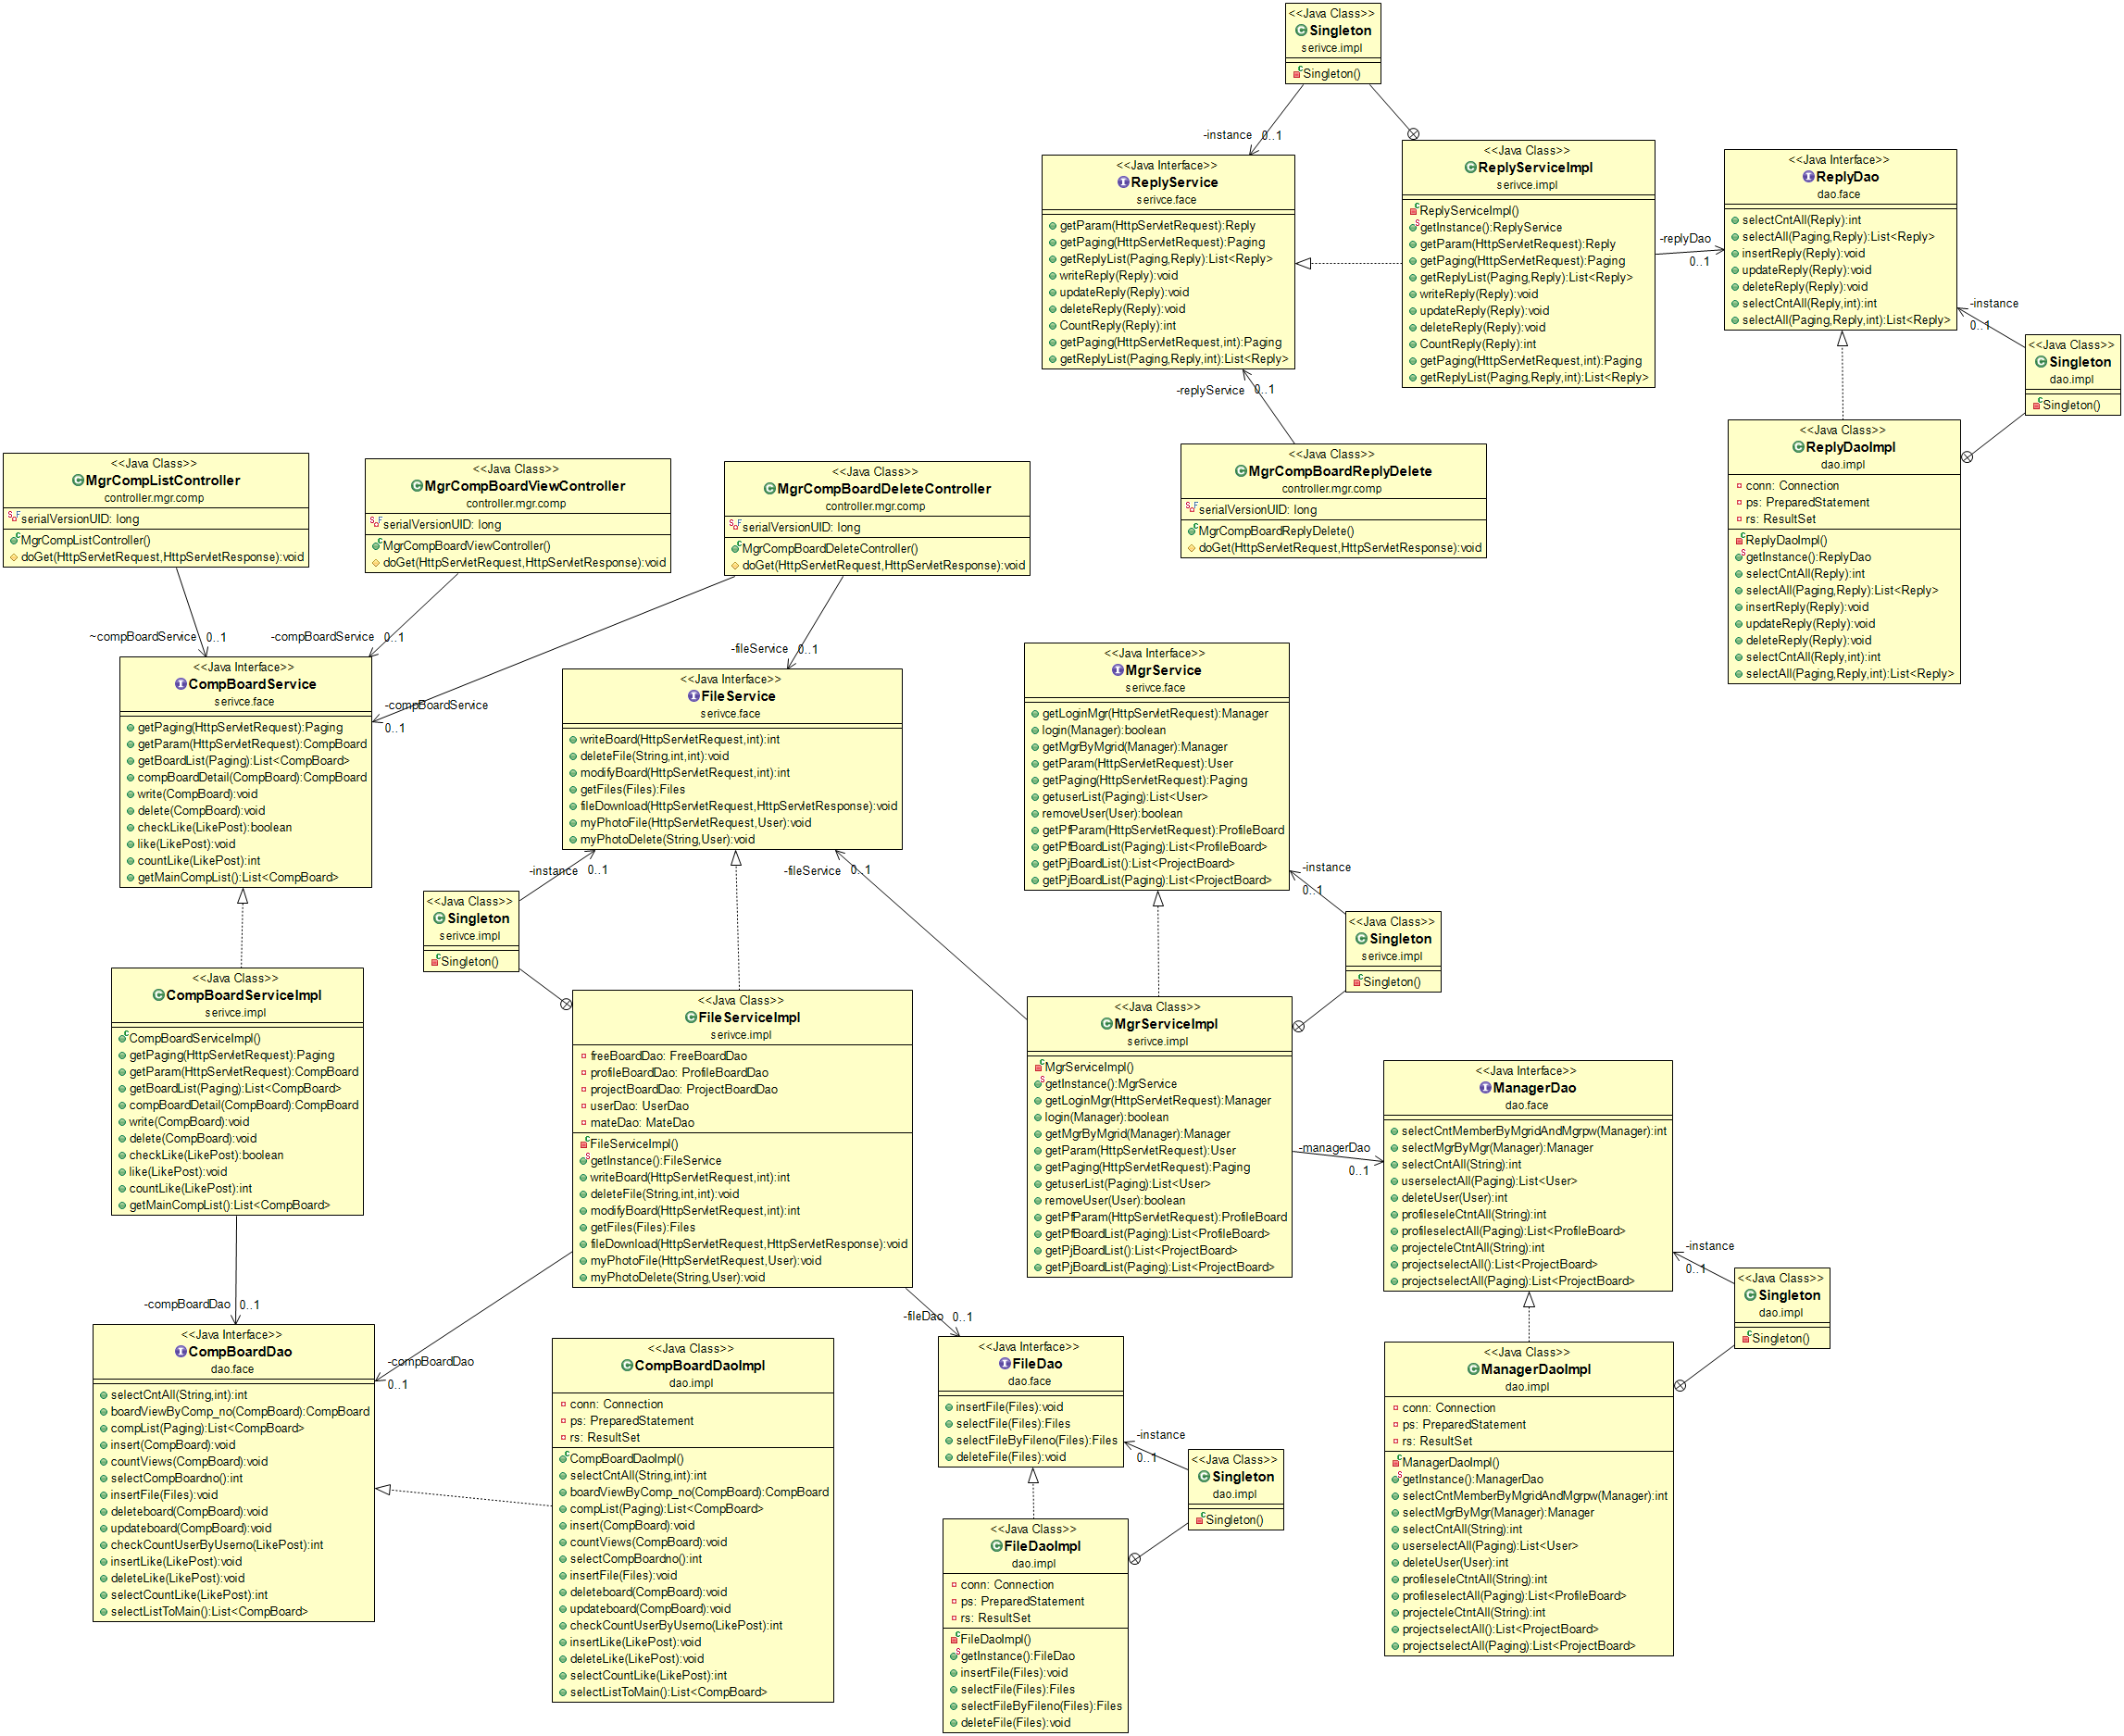 <<Java Class>>
Singleton
serivce.impl
Singleton()
-instance 0..1
<<Java Interface>>
ReplyService
serivce.face
getParam(HttpServletRequest):Reply
getPaging(HttpServletRequest):Paging
getReplyList(Paging,Reply):List<Reply>
writeReply(Reply):void
updateReply(Reply):void
deleteReply(Reply):void
CountReply(Reply):int
getPaging(HttpServletRequest,int):Paging
getReplyList(Paging,Reply,int):List<Reply>
<<Java Class>>
ReplyServiceImpl
serivce.impl
ReplyServiceImpl()
getInstance():ReplyService
getParam(HttpServletRequest):Reply
getPaging(HttpServletRequest):Paging
getReplyList(Paging,Reply):List<Reply>
writeReply(Reply):void
updateReply(Reply):void
deleteReply(Reply):void
CountReply(Reply):int
getPaging(HttpServletRequest,int):Paging
getReplyList(Paging,Reply,int):List<Reply>
-replyDao
0..1
<<Java Interface>>
ReplyDao
dao.face
selectCntAll(Reply):int
selectAll(Paging,Reply):List<Reply>
insertReply(Reply):void
updateReply(Reply):void
deleteReply(Reply):void
selectCntAll(Reply,int):int
selectAll(Paging,Reply,int):List<Reply>
-instance
0..1
<<Java Class>>
Singleton
dao.impl
Singleton()
<<Java Class>>
ReplyDaoImpl
dao.impl
conn: Connection
ps: PreparedStatement
rs: ResultSet
ReplyDaoImpl()
getInstance():ReplyDao
selectCntAll(Reply):int
selectAll(Paging,Reply):List<Reply>
insertReply(Reply):void
updateReply(Reply):void
deleteReply(Reply):void
selectCntAll(Reply,int):int
selectAll(Paging,Reply,int):List<Reply>
-replyService 0..1
<<Java Class>>
MgrCompBoardReplyDelete
controller.mgr.comp
serialVersionUID: long
MgrCompBoardReplyDelete()
doGet(HttpServletRequest,HttpServletResponse):void
<<Java Class>>
MgrCompListController
controller.mgr.comp
serialVersionUID: long
MgrCompListController()
doGet(HttpServletRequest,HttpServletResponse):void
<<Java Class>>
MgrCompBoardViewController
controller.mgr.comp
serialVersionUID: long
MgrCompBoardViewController()
doGet(HttpServletRequest,HttpServletResponse):void
<<Java Class>>
MgrCompBoardDeleteController
controller.mgr.comp
serialVersionUID: long
MgrCompBoardDeleteController()
doGet(HttpServletRequest,HttpServletResponse):void
~compBoardService 0..1
-compBoardService 0..1
-fileService 0..1
-compBoardService
0..1
<<Java Interface>>
CompBoardService
serivce.face
getPaging(HttpServletRequest):Paging
getParam(HttpServletRequest):CompBoard
getBoardList(Paging):List<CompBoard>
compBoardDetail(CompBoard):CompBoard
write(CompBoard):void
delete(CompBoard):void
checkLike(LikePost):boolean
like(LikePost):void
countLike(LikePost):int
getMainCompList():List<CompBoard>
<<Java Interface>>
FileService
serivce.face
writeBoard(HttpServletRequest,int):int
deleteFile(String,int,int):void
modifyBoard(HttpServletRequest,int):int
getFiles(Files):Files
fileDownload(HttpServletRequest,HttpServletResponse):void
myPhotoFile(HttpServletRequest,User):void
myPhotoDelete(String,User):void
<<Java Interface>>
MgrService
serivce.face
getLoginMgr(HttpServletRequest):Manager
login(Manager):boolean
getMgrByMgrid(Manager):Manager
getParam(HttpServletRequest):User
getPaging(HttpServletRequest):Paging
getuserList(Paging):List<User>
removeUser(User):boolean
getPfParam(HttpServletRequest):ProfileBoard
getPfBoardList(Paging):List<ProfileBoard>
getPjBoardList():List<ProjectBoard>
getPjBoardList(Paging):List<ProjectBoard>
-instance 0..1
-fileService 0..1
-instance
0..1
<<Java Class>>
Singleton
serivce.impl
Singleton()
<<Java Class>>
Singleton
serivce.impl
Singleton()
<<Java Class>>
CompBoardServiceImpl
serivce.impl
CompBoardServiceImpl()
getPaging(HttpServletRequest):Paging
getParam(HttpServletRequest):CompBoard
getBoardList(Paging):List<CompBoard>
compBoardDetail(CompBoard):CompBoard
write(CompBoard):void
delete(CompBoard):void
checkLike(LikePost):boolean
like(LikePost):void
countLike(LikePost):int
getMainCompList():List<CompBoard>
<<Java Class>>
FileServiceImpl
serivce.impl
freeBoardDao: FreeBoardDao
profileBoardDao: ProfileBoardDao
projectBoardDao: ProjectBoardDao
userDao: UserDao
mateDao: MateDao
FileServiceImpl()
getInstance():FileService
writeBoard(HttpServletRequest,int):int
deleteFile(String,int,int):void
modifyBoard(HttpServletRequest,int):int
getFiles(Files):Files
fileDownload(HttpServletRequest,HttpServletResponse):void
myPhotoFile(HttpServletRequest,User):void
myPhotoDelete(String,User):void
<<Java Class>>
MgrServiceImpl
serivce.impl
MgrServiceImpl()
getInstance():MgrService
getLoginMgr(HttpServletRequest):Manager
login(Manager):boolean
getMgrByMgrid(Manager):Manager
getParam(HttpServletRequest):User
getPaging(HttpServletRequest):Paging
getuserList(Paging):List<User>
removeUser(User):boolean
getPfParam(HttpServletRequest):ProfileBoard
getPfBoardList(Paging):List<ProfileBoard>
getPjBoardList():List<ProjectBoard>
getPjBoardList(Paging):List<ProjectBoard>
-managerDao
0..1
<<Java Interface>>
ManagerDao
dao.face
selectCntMemberByMgridAndMgrpw(Manager):int
selectMgrByMgr(Manager):Manager
selectCntAll(String):int
userselectAll(Paging):List<User>
deleteUser(User):int
profileseleCtntAll(String):int
profileselectAll(Paging):List<ProfileBoard>
projecteleCtntAll(String):int
projectselectAll():List<ProjectBoard>
projectselectAll(Paging):List<ProjectBoard>
-instance
0..1
<<Java Class>>
Singleton
dao.impl
Singleton()
-compBoardDao 0..1
-compBoardDao
0..1
-fileDao 0..1
<<Java Interface>>
CompBoardDao
dao.face
selectCntAll(String,int):int
boardViewByComp_no(CompBoard):CompBoard
compList(Paging):List<CompBoard>
insert(CompBoard):void
countViews(CompBoard):void
selectCompBoardno():int
insertFile(Files):void
deleteboard(CompBoard):void
updateboard(CompBoard):void
checkCountUserByUserno(LikePost):int
insertLike(LikePost):void
deleteLike(LikePost):void
selectCountLike(LikePost):int
selectListToMain():List<CompBoard>
<<Java Class>>
CompBoardDaoImpl
dao.impl
conn: Connection
ps: PreparedStatement
rs: ResultSet
CompBoardDaoImpl()
selectCntAll(String,int):int
boardViewByComp_no(CompBoard):CompBoard
compList(Paging):List<CompBoard>
insert(CompBoard):void
countViews(CompBoard):void
selectCompBoardno():int
insertFile(Files):void
deleteboard(CompBoard):void
updateboard(CompBoard):void
checkCountUserByUserno(LikePost):int
insertLike(LikePost):void
deleteLike(LikePost):void
selectCountLike(LikePost):int
selectListToMain():List<CompBoard>
<<Java Interface>>
FileDao
dao.face
insertFile(Files):void
selectFile(Files):Files
selectFileByFileno(Files):Files
deleteFile(Files):void
-instance
0..1
<<Java Class>>
Singleton
dao.impl
Singleton()
<<Java Class>>
FileDaoImpl
dao.impl
conn: Connection
ps: PreparedStatement
rs: ResultSet
FileDaoImpl()
getInstance():FileDao
insertFile(Files):void
selectFile(Files):Files
selectFileByFileno(Files):Files
deleteFile(Files):void
<<Java Class>>
ManagerDaoImpl
dao.impl
conn: Connection
ps: PreparedStatement
rs: ResultSet
ManagerDaoImpl()
getInstance():ManagerDao
selectCntMemberByMgridAndMgrpw(Manager):int
selectMgrByMgr(Manager):Manager
selectCntAll(String):int
userselectAll(Paging):List<User>
deleteUser(User):int
profileseleCtntAll(String):int
profileselectAll(Paging):List<ProfileBoard>
projecteleCtntAll(String):int
projectselectAll():List<ProjectBoard>
projectselectAll(Paging):List<ProjectBoard>